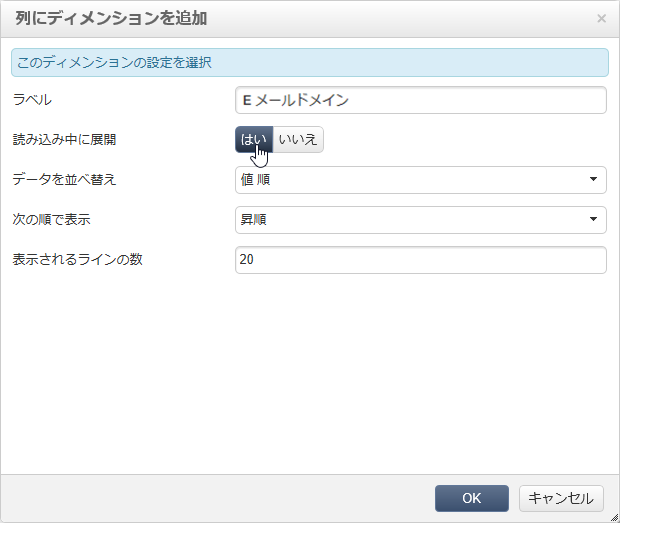 列にディメンションを追加
×
このディメンションの設定を選択
ラベル
E メールドメイン
読み込み中に展開
はい いいえ
データを並べ替え
値 順
次の順で表示
昇順
表示されるラインの数
20
OK キャンセル